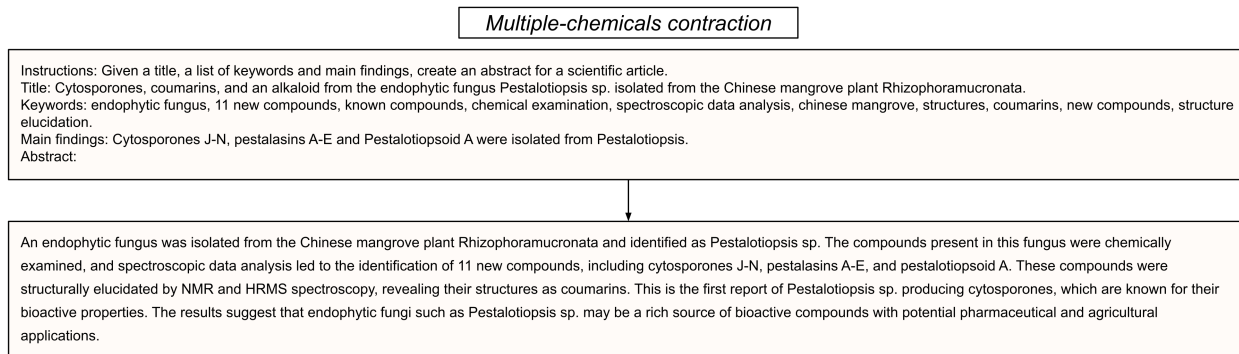 Multiple-chemicals contraction
Instructions: Given a title, a list of keywords and main findings, create an abstract for a scientific article.
Title: Cytosporones, coumarins, and an alkaloid from the endophytic fungus Pestalotiopsis sp. isolated from the Chinese mangrove plant Rhizophoramucronata.
Keywords: endophytic fungus, 11 new compounds, known compounds, chemical examination, spectroscopic data analysis, chinese mangrove, structures, coumarins, new compounds, structure
elucidation.
Main findings: Cytosporones J-N, pestalasins A-E and Pestalotiopsoid A were isolated from Pestalotiopsis.
Abstract:
An endophytic fungus was isolated from the Chinese mangrove plant Rhizophoramucronata and identified as Pestalotiopsis sp. The compounds present in this fungus were chemically
examined, and spectroscopic data analysis led to the identification of 11 new compounds, including cytosporones J-N, pestalasins A-E, and pestalotiopsoid A. These compounds were
structurally elucidated by NMR and HRMS spectroscopy, revealing their structures as coumarins. This is the first report of Pestalotiopsis sp. producing cytosporones, which are known for their
bioactive properties. The results suggest that endophytic fungi such as Pestalotiopsis sp. may be a rich source of bioactive compounds with potential pharmaceutical and agricultural
applications.